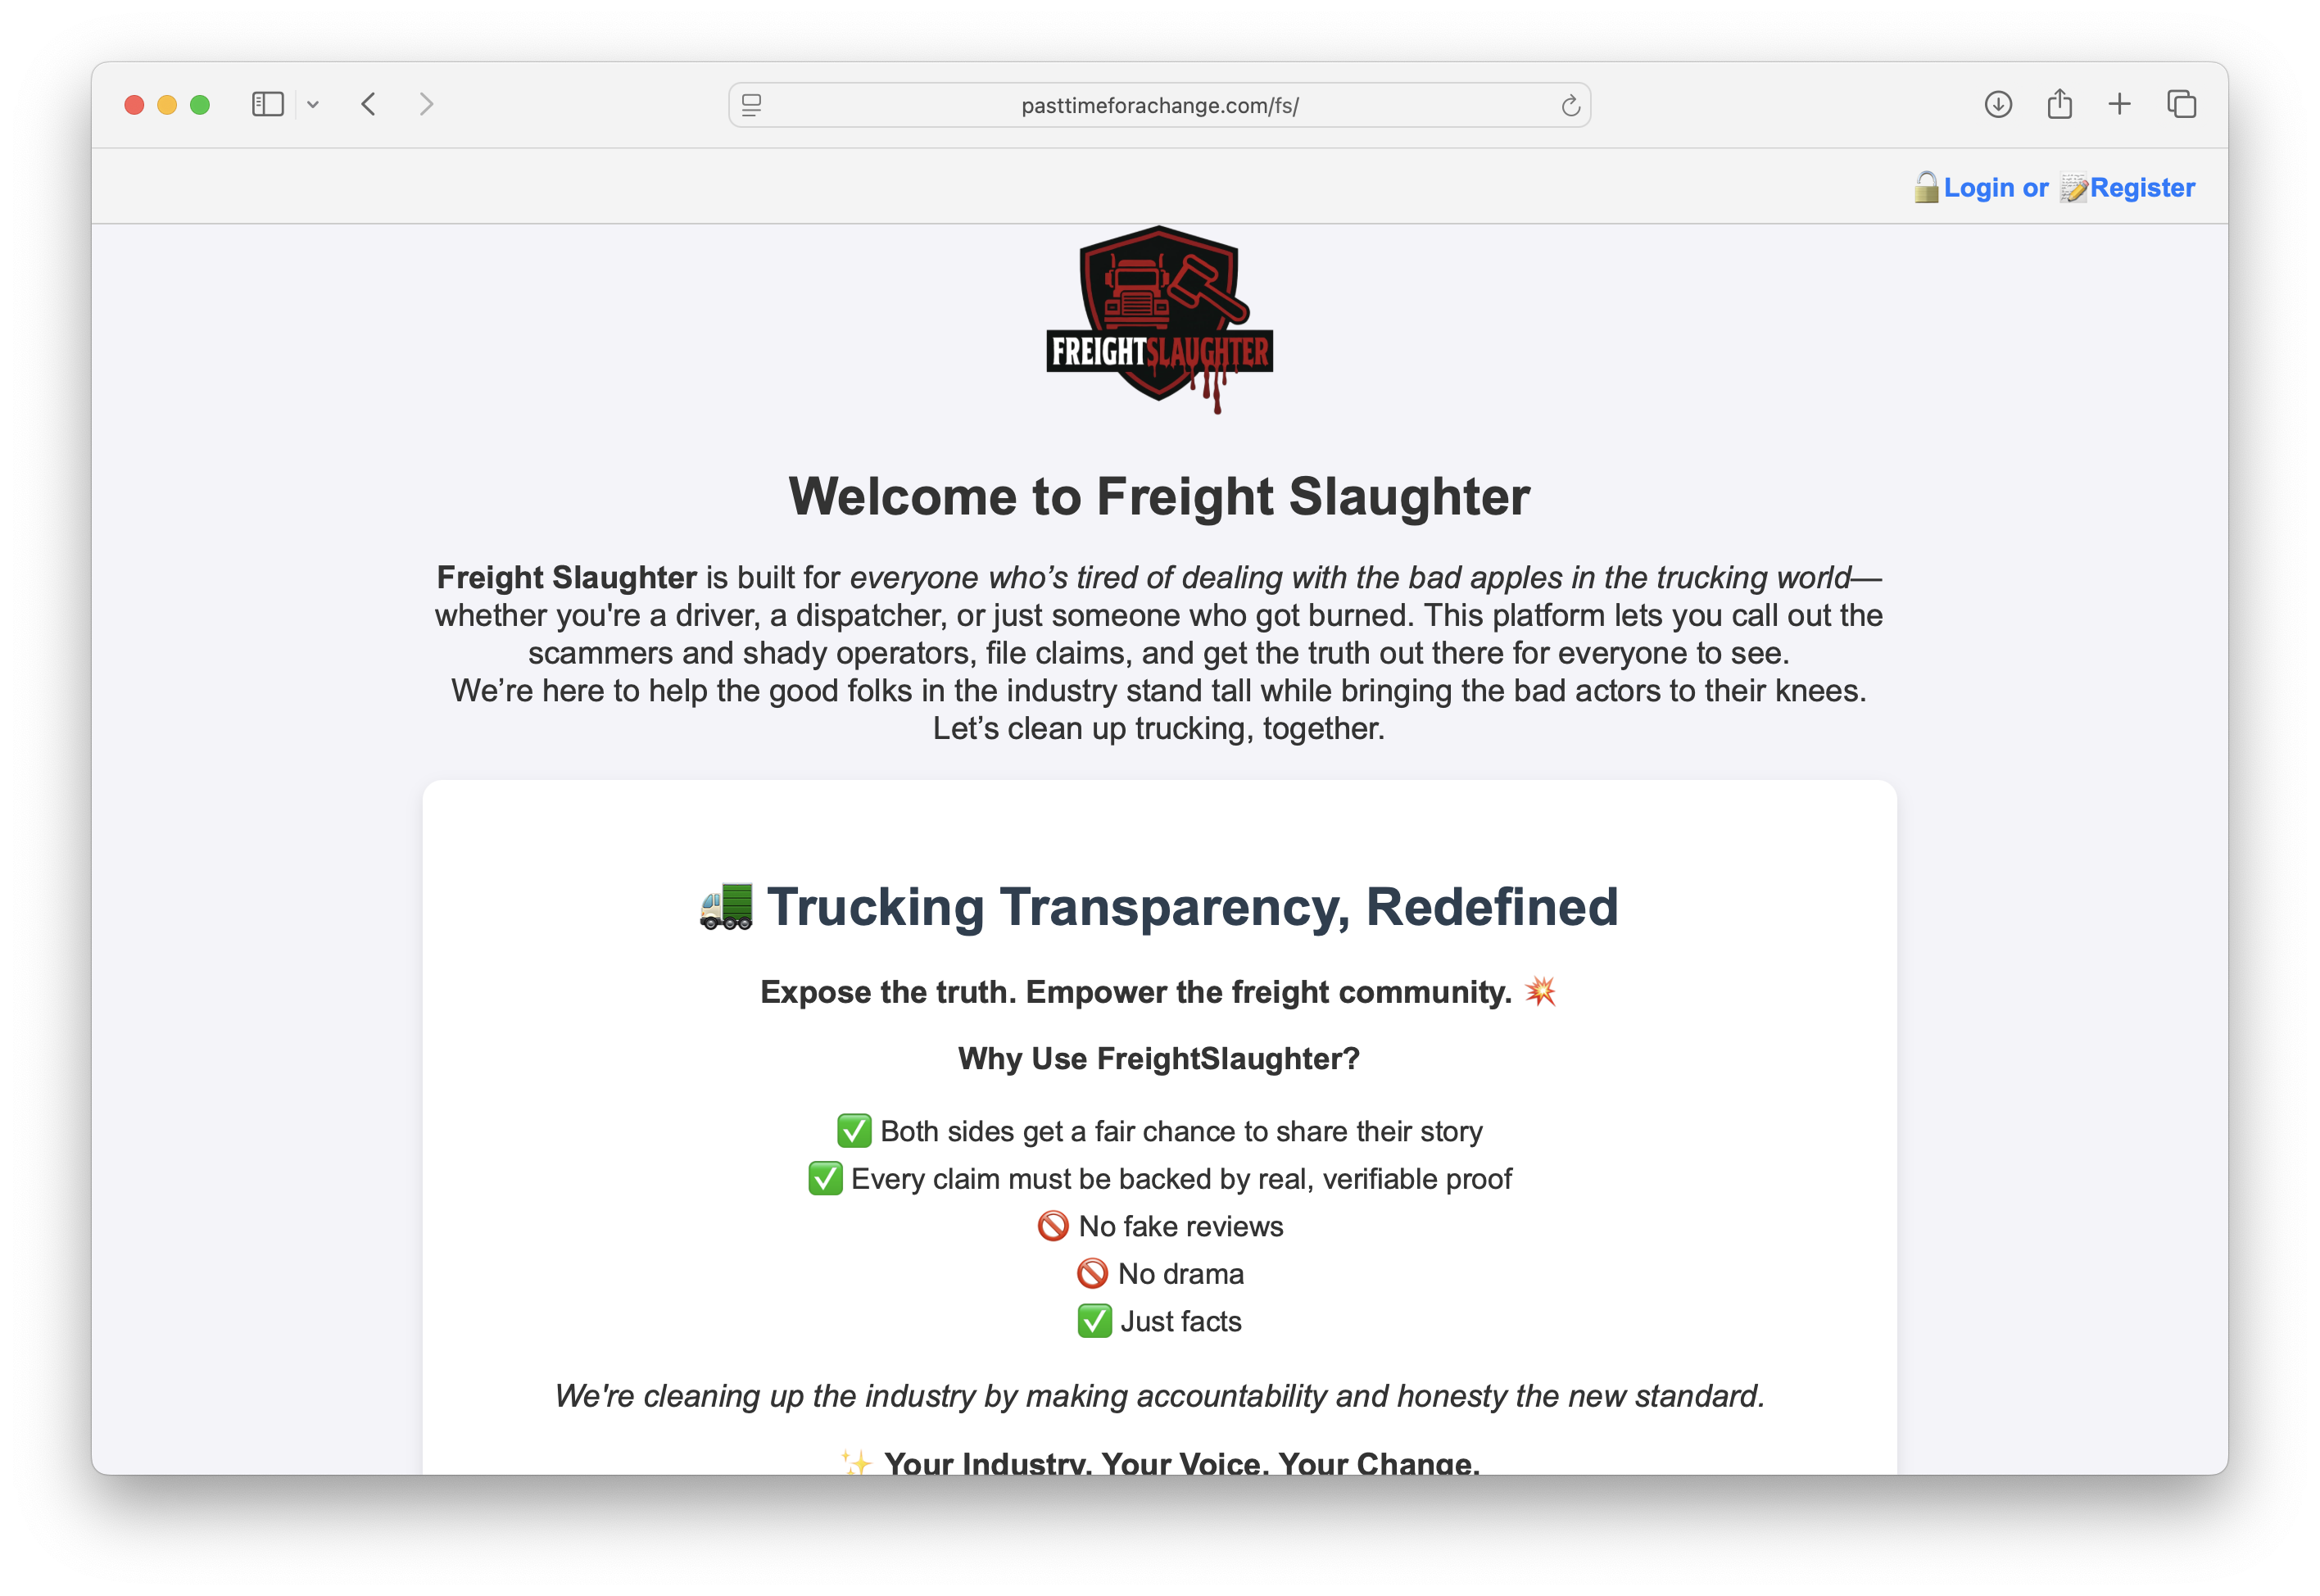 pasttimeforachange.com/fs/
🔒Login or 📝Register
FREIGHTSLAUGHTER
Welcome to Freight Slaughter
Freight Slaughter is built for everyone who’s tired of dealing with the bad apples in the trucking world—
whether you're a driver, a dispatcher, or just someone who got burned. This platform lets you call out the
scammers and shady operators, file claims, and get the truth out there for everyone to see.
We’re here to help the good folks in the industry stand tall while bringing the bad actors to their knees.
Let’s clean up trucking, together.
🚛 Trucking Transparency, Redefined
Expose the truth. Empower the freight community. 💥
Why Use FreightSlaughter?
✅ Both sides get a fair chance to share their story
✅ Every claim must be backed by real, verifiable proof
🚫 No fake reviews
🚫 No drama
✅ Just facts
We're cleaning up the industry by making accountability and honesty the new standard.
✨ Your Industry. Your Voice. Your Change.